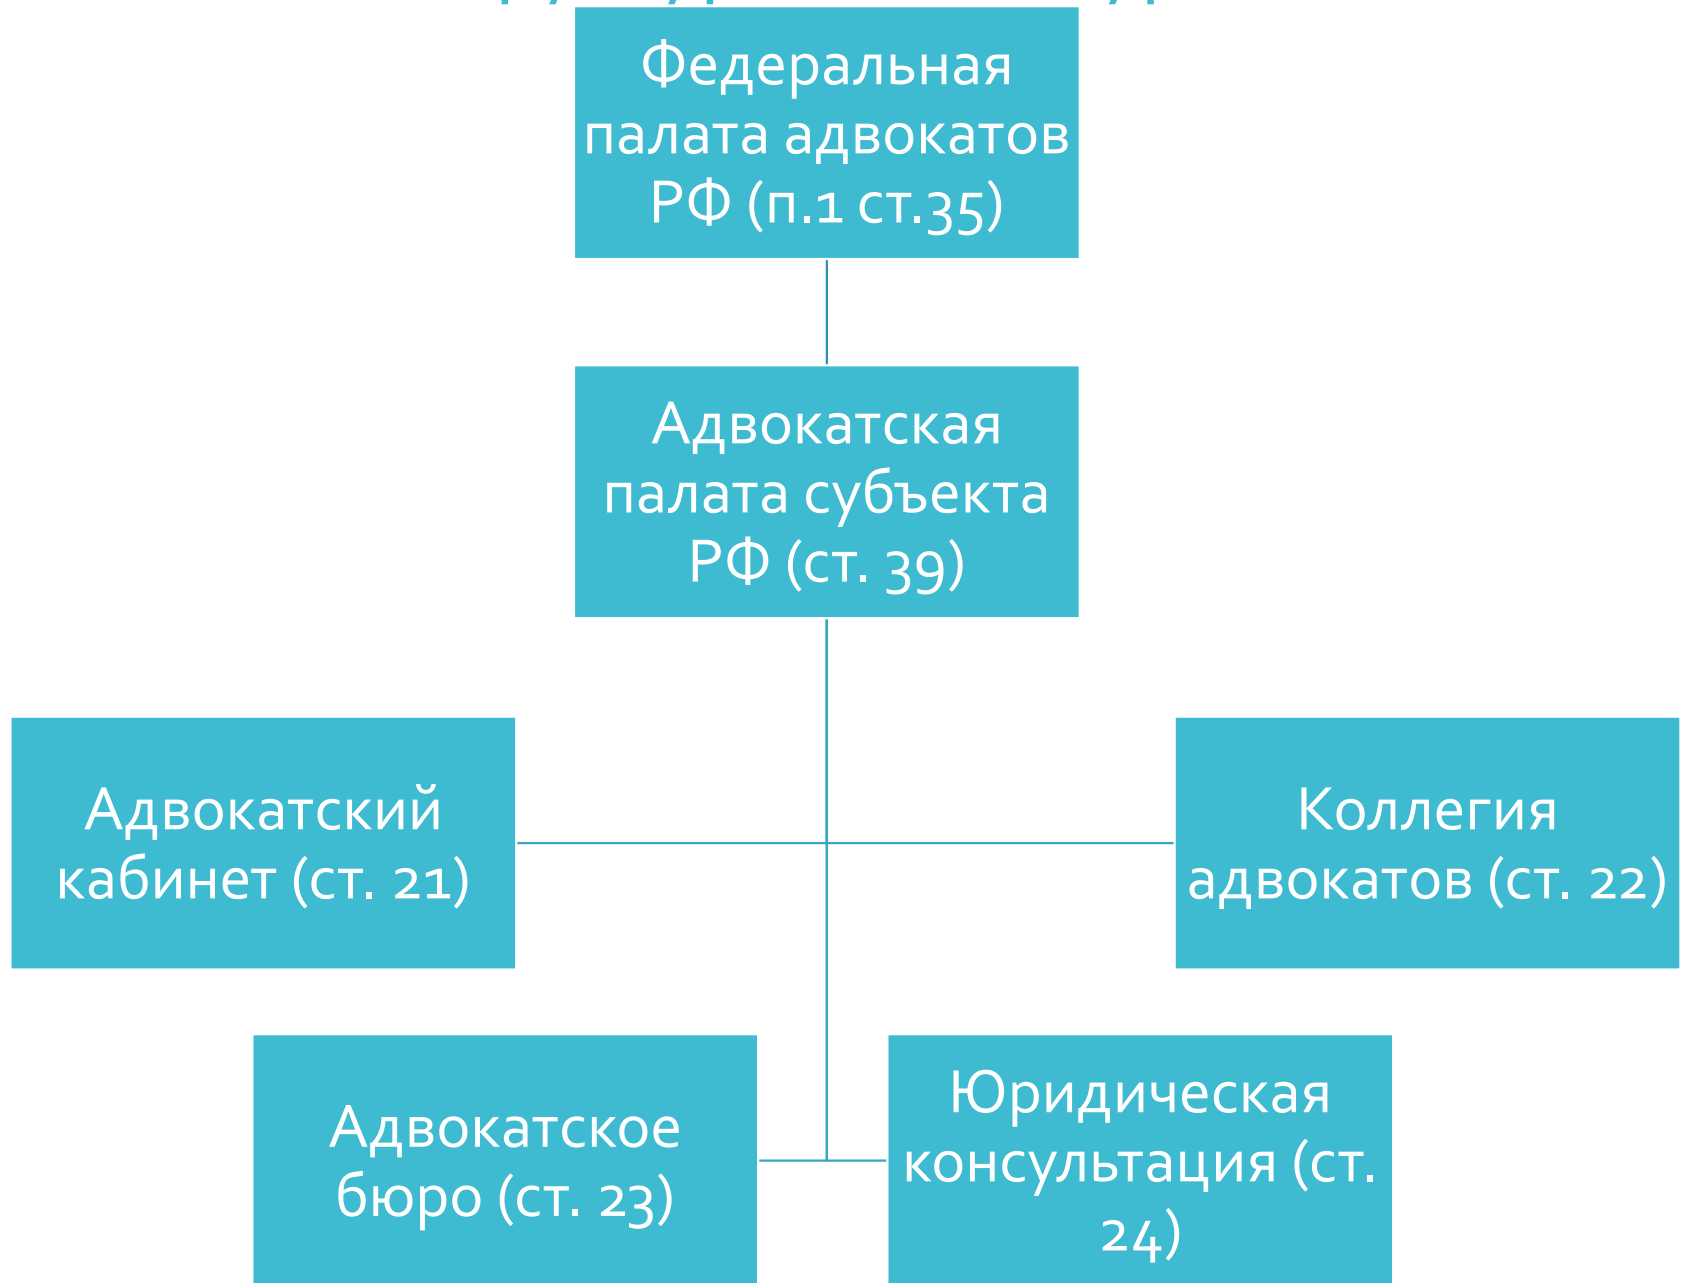 Федеральная
палата адвокатов
РФ (п.1 ст.35)
Адвокатская
палата субъекта
РФ (ст. 39)
Адвокатский
кабинет (ст. 21)
Коллегия
адвокатов (ст. 22)
Адвокатское
бюро (ст. 23)
Юридическая
консультация (ст.
24)